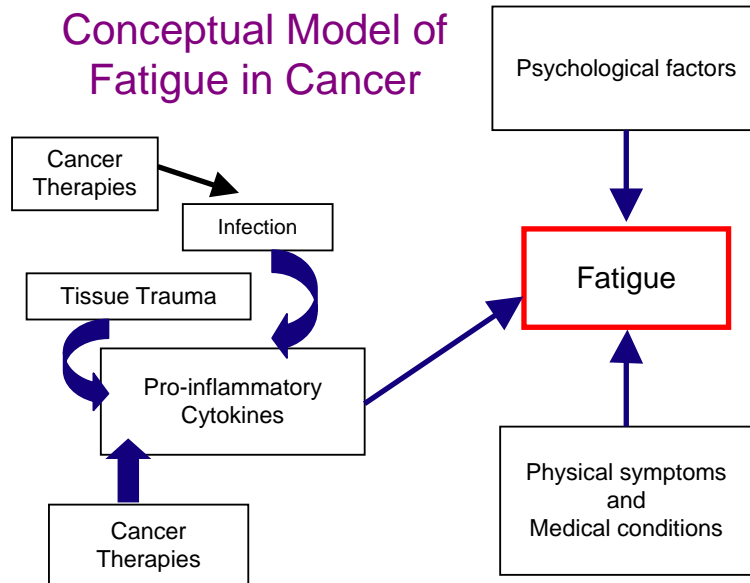 Conceptual Model of
Fatigue in Cancer
Psychological factors
Cancer
Therapies
Infection
Tissue Trauma
Fatigue
Pro-inflammatory
Cytokines
Physical symptoms
and
Medical conditions
Cancer
Therapies